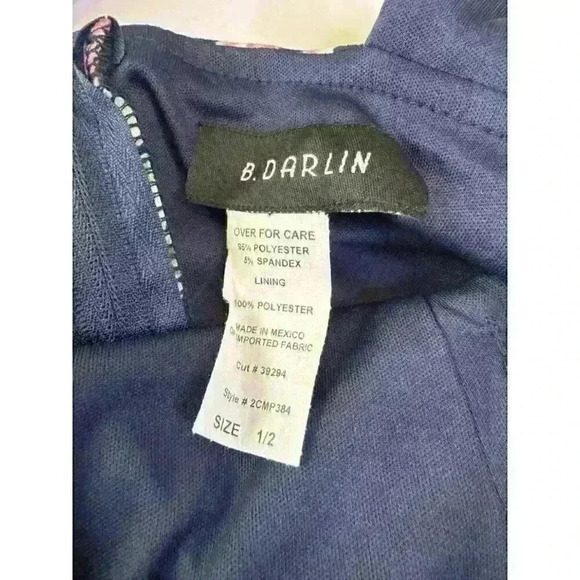 B. DARLIN
OVER FOR CARE
95% POLYESTER
5% SPANDEX
LINING
100% POLYESTER
MADE IN MEXICO
OF IMPORTED FABRIC
Cut # 39294
Style # 2CMP384
SIZE 1/2